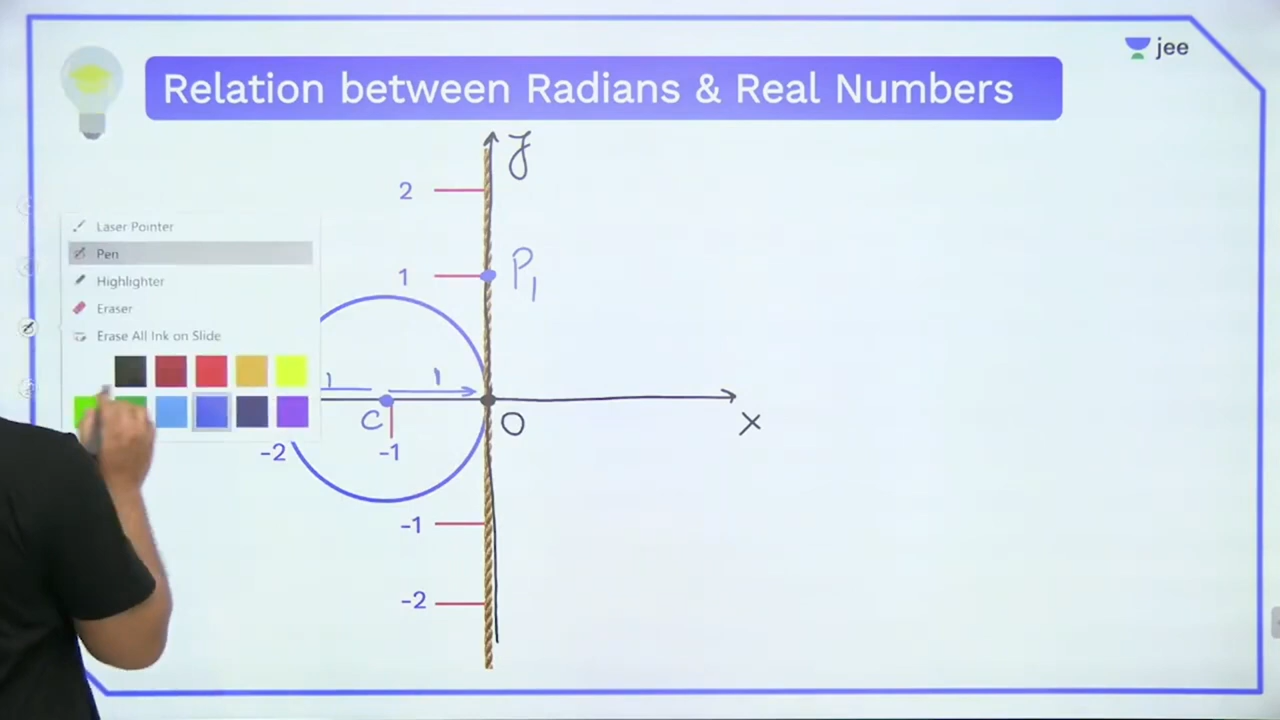 jee
Relation between Radians & Real Numbers
y
2
Laser Pointer
Pen
Highlighter
Eraser
Erase All Ink on Slide
1
P1
1
1
C
O
x
-2
-1
-1
-2